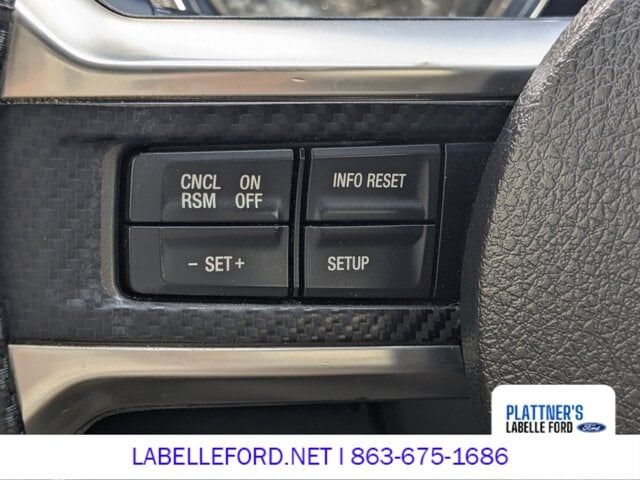 CNCL ON
RSM OFF
INFO RESET
- SET +
SETUP
PLATTNER'S
LABELLE FORD
Ford
LABELLEFORD.NET | 863-675-1686